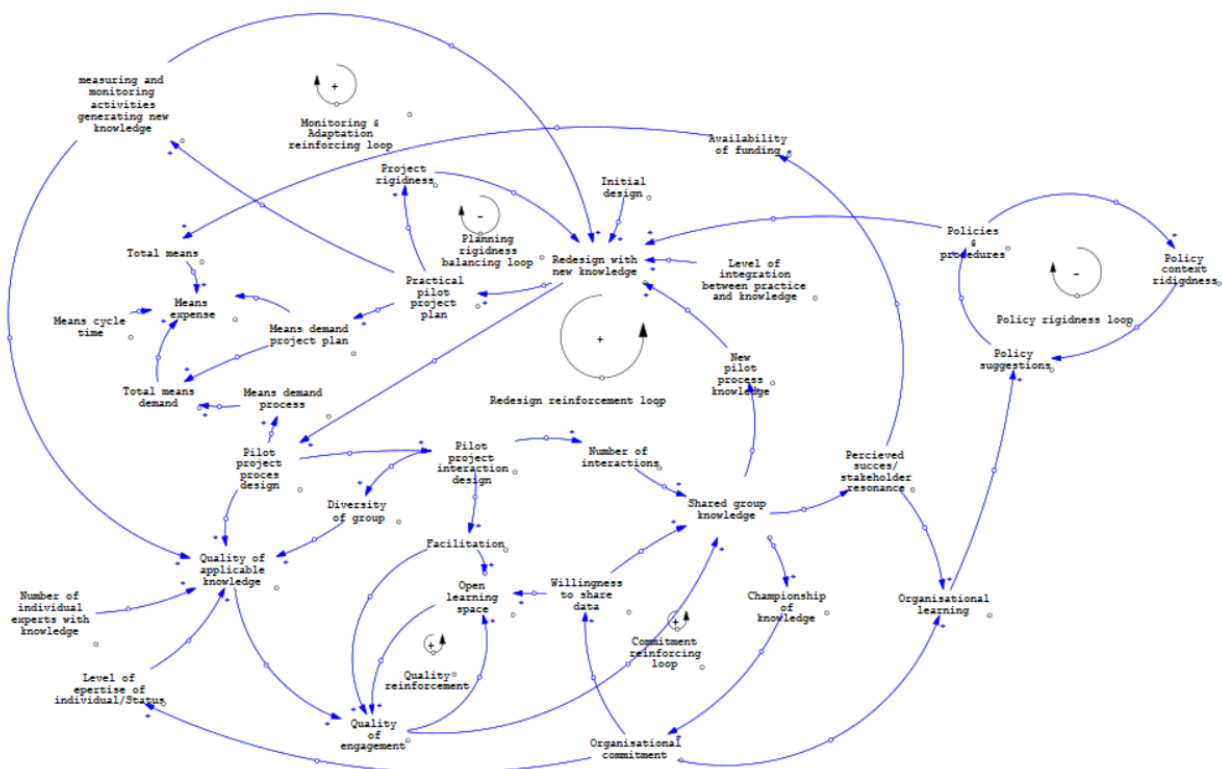 measuring and
monitoring
activities
generating new
knowledge
Monitoring &
Adaptation
reinforcing loop
Availability
of funding
Project
rigidness
Initial
design
Planning
rigidness
balancing loop
Redesign with
new knowledge
Policies
&
procedures
Policy
context
ridigdness
Total means
Level of
integration
between practice
and knowledge
Practical
pilot
project
plan
Means
expense
Means cycle
time
Means demand
project plan
Policy rigidness loop
Policy
suggestions
New
pilot
process
knowledge
Total means
demand
Means demand
process
Redesign reinforcement loop
Pilot
project
proces
design
Pilot
project
interaction
design
Number of
interactions
Percieved
succes/
stakeholder
resonance
Diversity
of group
Shared group
knowledge
Facilitation
Quality of
applicable
knowledge
Open
learning
space
Willingness
to share
data
Championship
of
knowledge
Organisational
learning
Number of
individual
experts with
knowledge
Commitment
reinforcing
loop
Quality
reinforcement
Level of
epertise of
individual/Status
Quality
of
engagement
Organisational
commitment